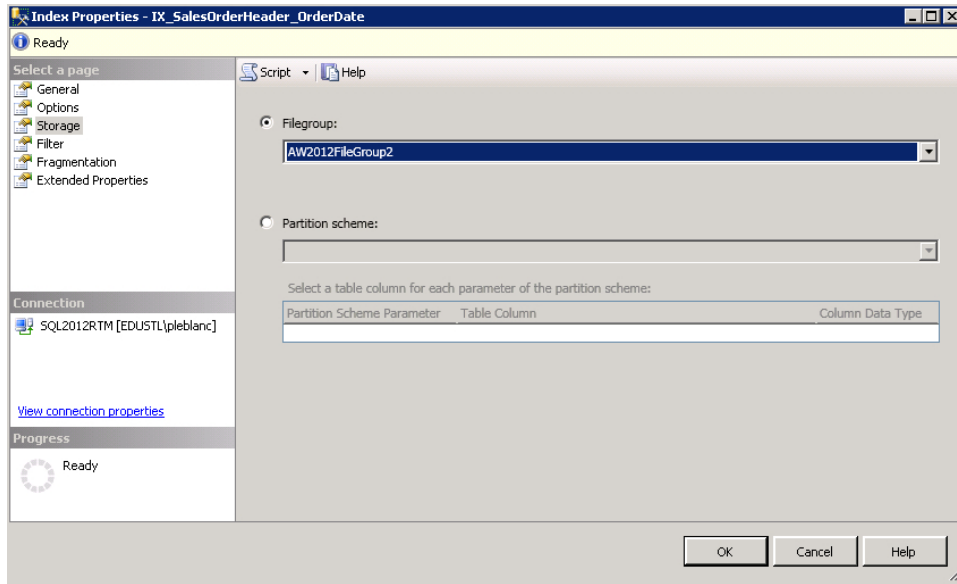 Index Properties - IX_SalesOrderHeader_OrderDate
Ready
Select a page
General
Options
Storage
Filter
Fragmentation
Extended Properties
Connection
SQL2012RTM [EDUSTL\pleblanc]
View connection properties
Progress
Ready
Script Help
Filegroup:
AW2012FileGroup2
Partition scheme:
Select a table column for each parameter of the partition scheme:
Partition Scheme Parameter Table Column Column Data Type
OK Cancel Help